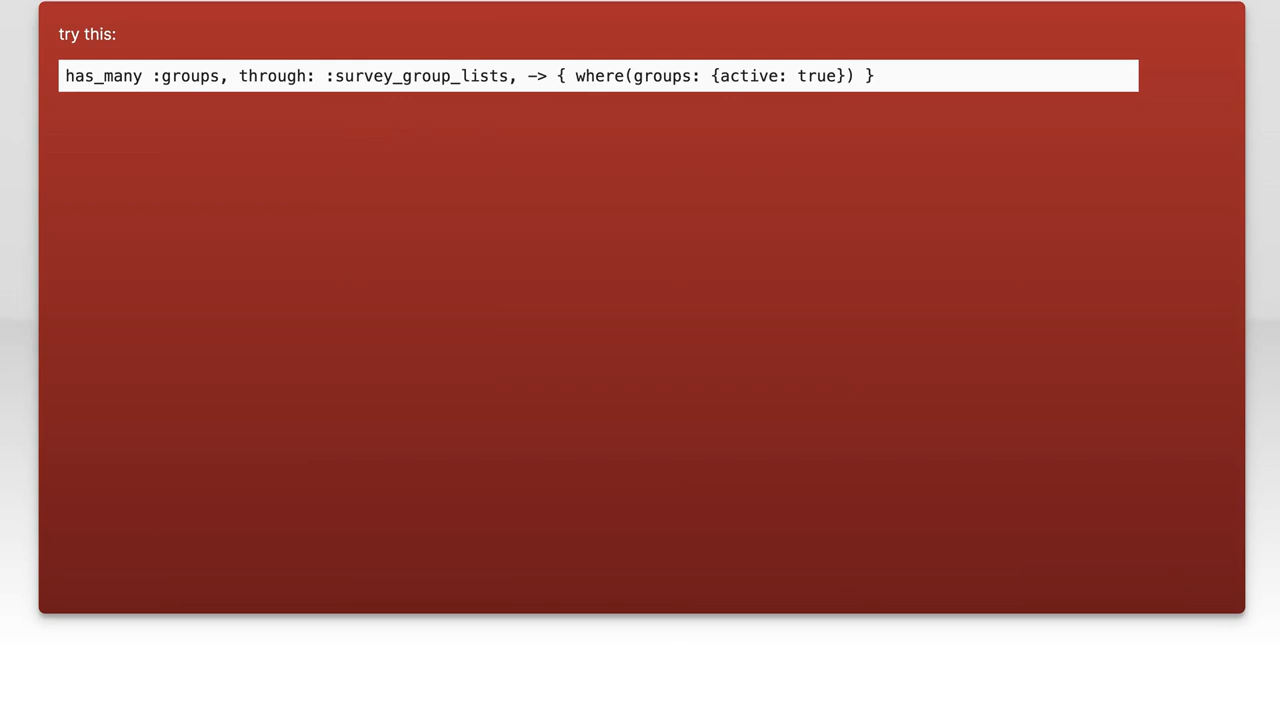 try this:
has_many :groups, through: :survey_group_lists, -> { where(groups: {active: true}) }